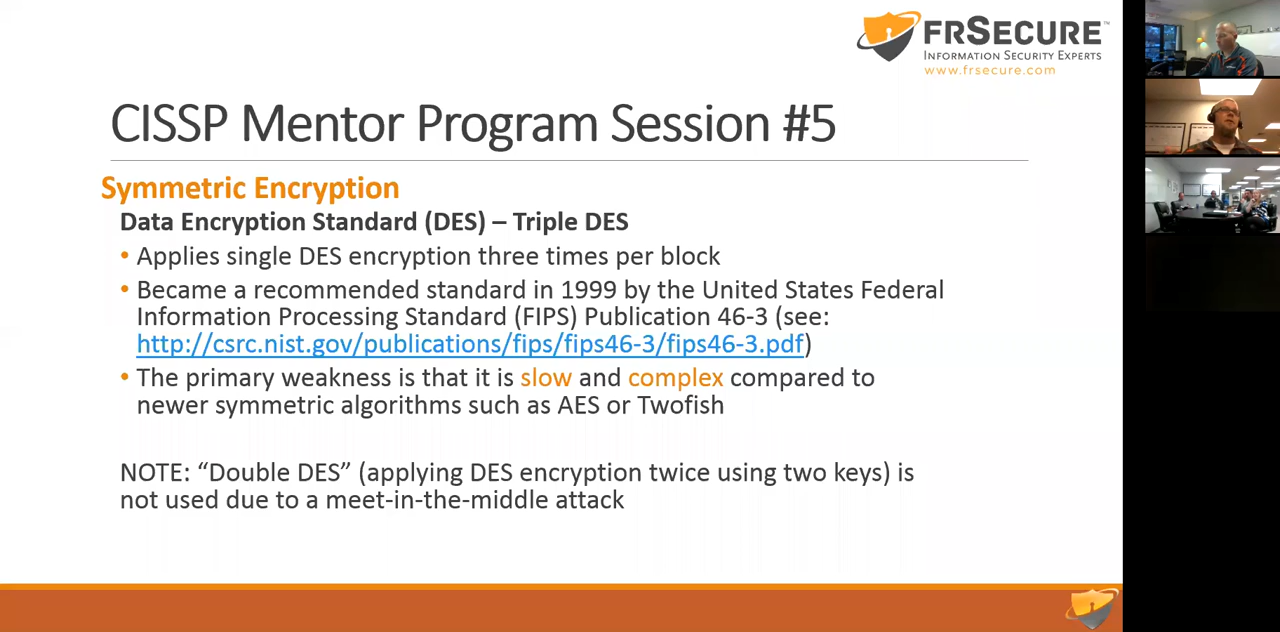 FRSECURE™
INFORMATION SECURITY EXPERTS
www.frsecure.com
CISSP Mentor Program Session #5
Symmetric Encryption
Data Encryption Standard (DES) – Triple DES
• Applies single DES encryption three times per block
• Became a recommended standard in 1999 by the United States Federal
Information Processing Standard (FIPS) Publication 46-3 (see:
http://csrc.nist.gov/publications/fips/fips46-3/fips46-3.pdf)
• The primary weakness is that it is slow and complex compared to
newer symmetric algorithms such as AES or Twofish
NOTE: “Double DES” (applying DES encryption twice using two keys) is
not used due to a meet-in-the-middle attack